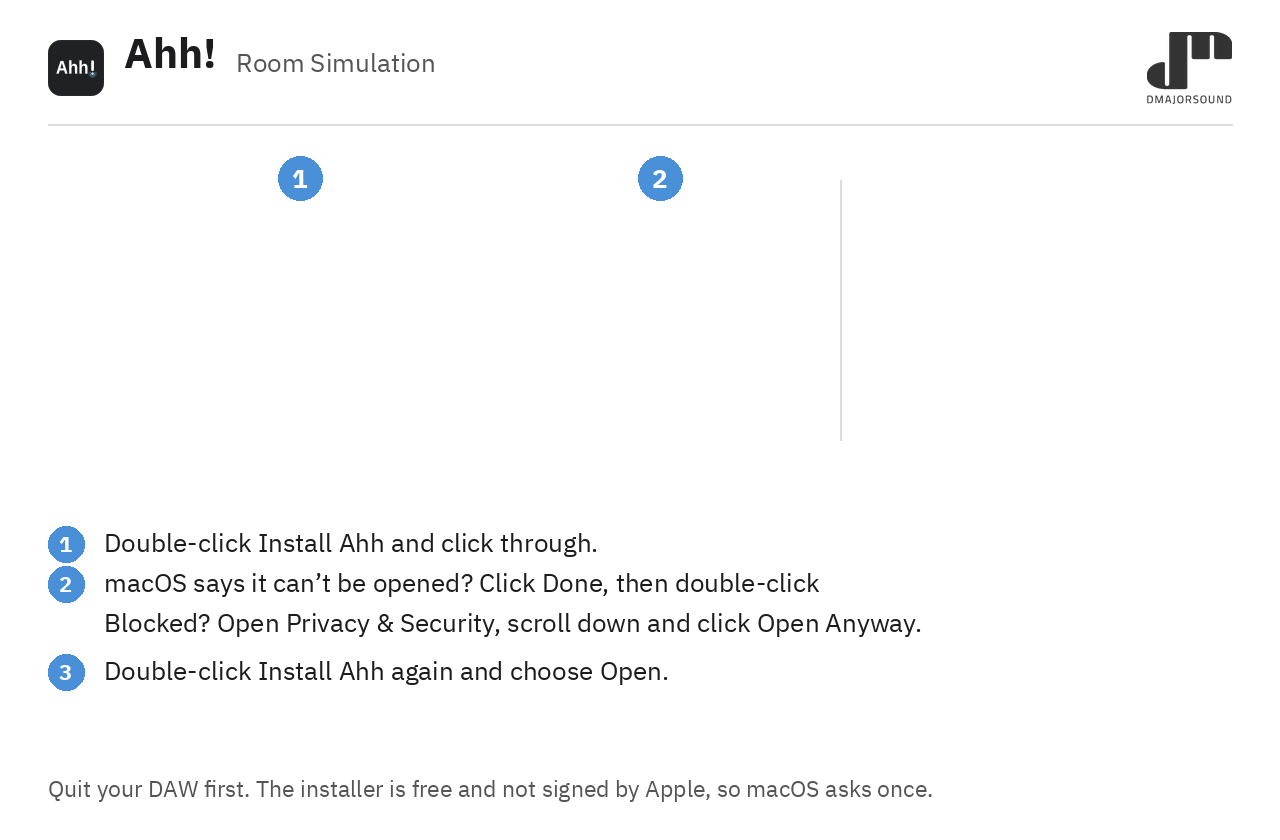 Ahh!
Ahh! Room Simulation
DMAJORSOUND
1 2
1 Double-click Install Ahh and click through.
2 macOS says it can’t be opened? Click Done, then double-click
Blocked? Open Privacy & Security, scroll down and click Open Anyway.
3 Double-click Install Ahh again and choose Open.
Quit your DAW first. The installer is free and not signed by Apple, so macOS asks once.